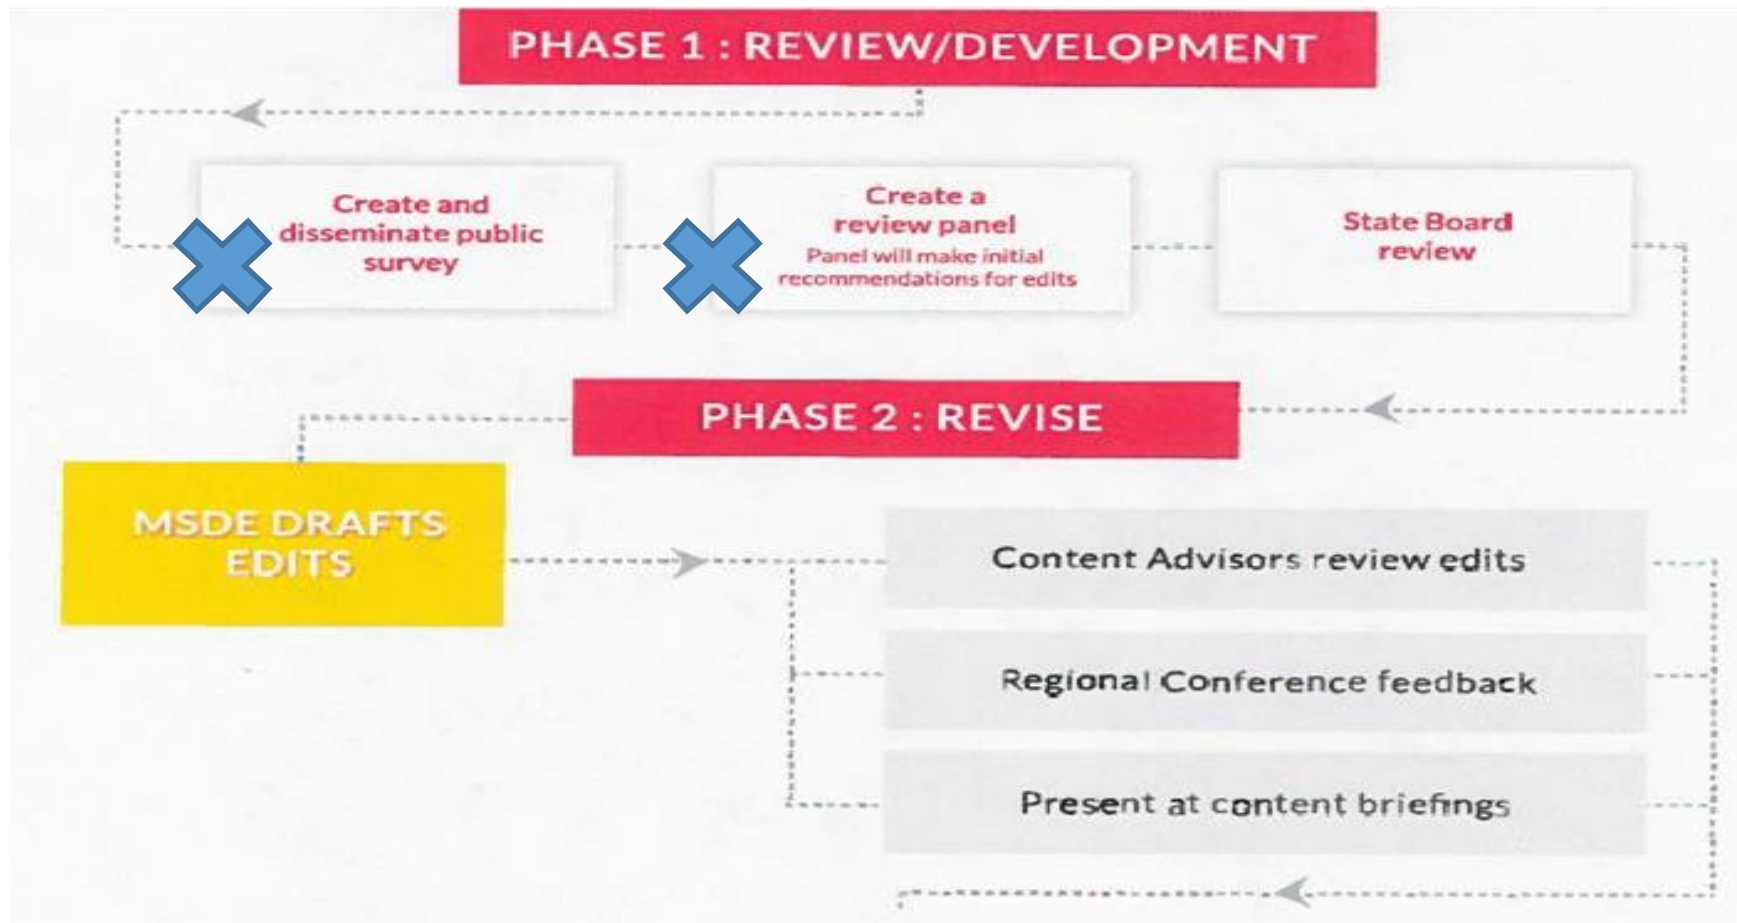 PHASE 1 : REVIEW/DEVELOPMENT
Create and
disseminate public
survey
Create a
review panel
Panel will make initial
recommendations for edits
State Board
review
PHASE 2 : REVISE
MSDE DRAFTS
EDITS
Content Advisors review edits
Regional Conference feedback
Present at content briefings